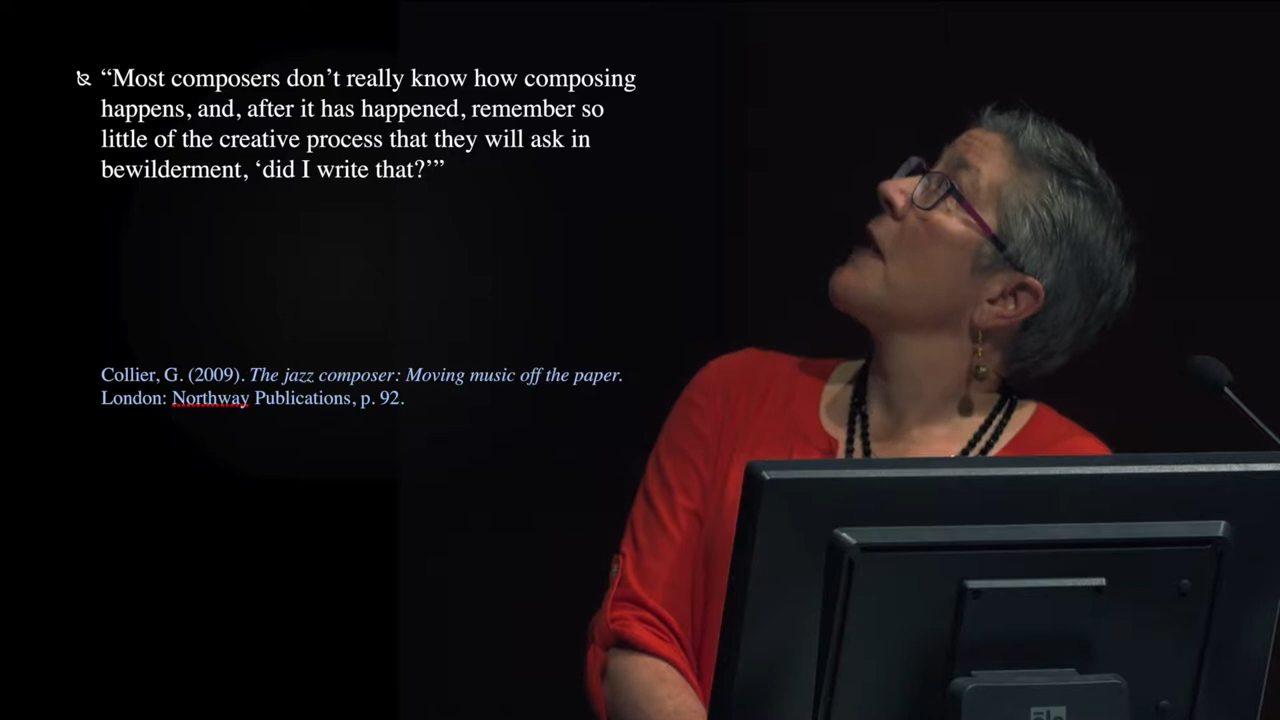 “Most composers don’t really know how composing
happens, and, after it has happened, remember so
little of the creative process that they will ask in
bewilderment, ‘did I write that?’”
Collier, G. (2009). The jazz composer: Moving music off the paper.
London: Northway Publications, p. 92.